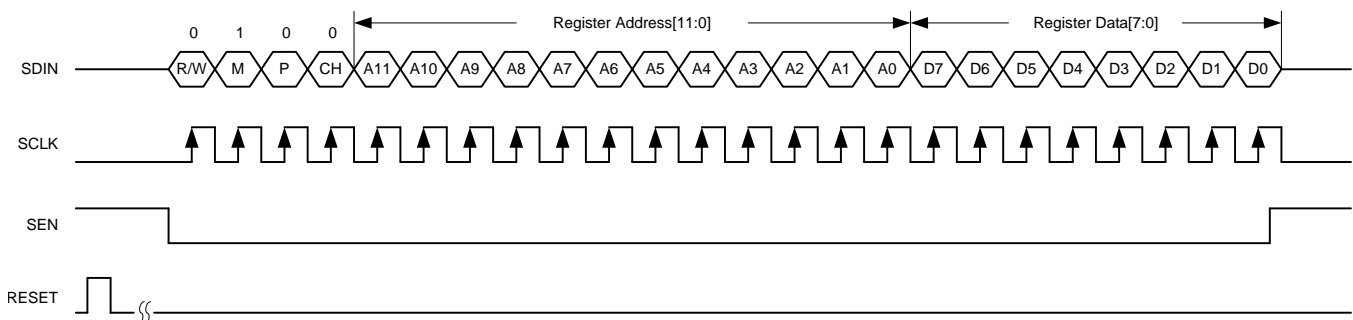 0 1 0 0 Register Address[11:0] Register Data[7:0]
SDIN R/W M P CH A11 A10 A9 A8 A7 A6 A5 A4 A3 A2 A1 A0 D7 D6 D5 D4 D3 D2 D1 D0
SCLK
SEN
RESET